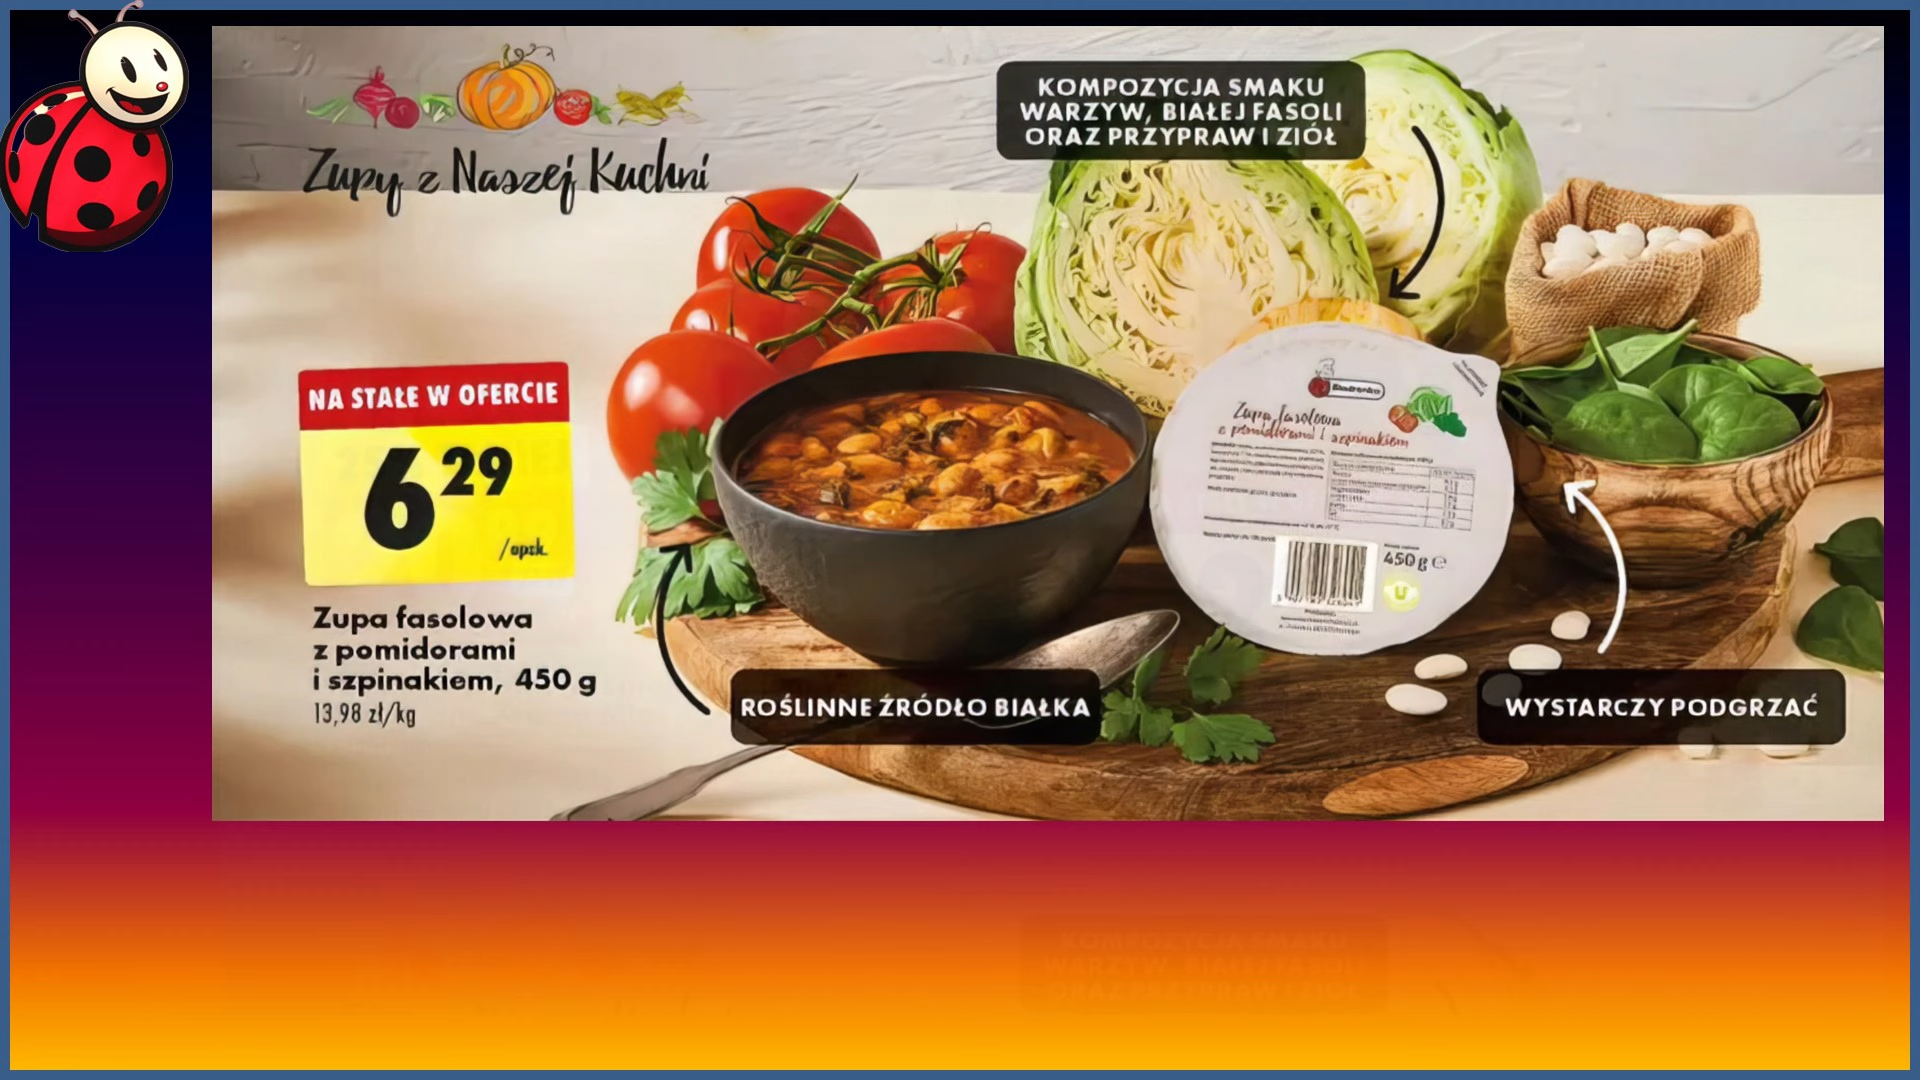 Zupy z Naszej Kuchni
KOMPOZYCJA SMAKU
WARZYW, BIAŁEJ FASOLI
ORAZ PRZYPRAW I ZIÓŁ
NA STAŁE W OFERCIE
6 29
/opak.
Zupa fasolowa
z pomidorami
i szpinakiem, 450 g
13,98 zł/kg
Biedronka
Zupa fasolowa
z pomidorami i szpinakiem
450 g e
ROŚLINNE ŹRÓDŁO BIAŁKA
WYSTARCZY PODGRZAĆ